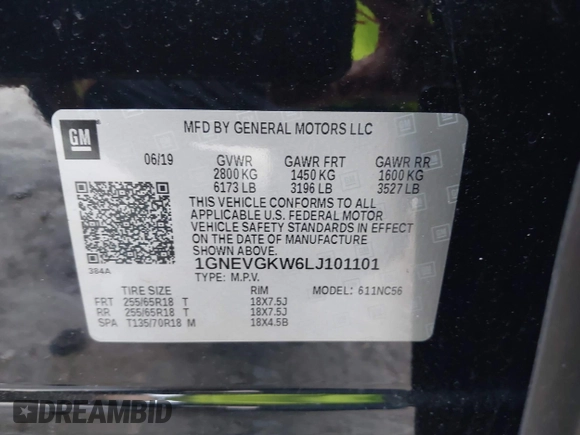 GM
MFD BY GENERAL MOTORS LLC
06/19 GVWR GAWR FRT GAWR RR
2800 KG 1450 KG 1600 KG
6173 LB 3196 LB 3527 LB
THIS VEHICLE CONFORMS TO ALL
APPLICABLE U.S. FEDERAL MOTOR
VEHICLE SAFETY STANDARDS IN EFFECT
ON THE DATE OF MANUFACTURE
SHOWN ABOVE.
384A
1GNEVGKW6LJ101101
TYPE: M.P.V.
TIRE SIZE RIM MODEL: 611NC56
FRT 255/65R18 T 18X7.5J
RR 255/65R18 T 18X7.5J
SPA T135/70R18 M 18X4.5B
DREAMBID